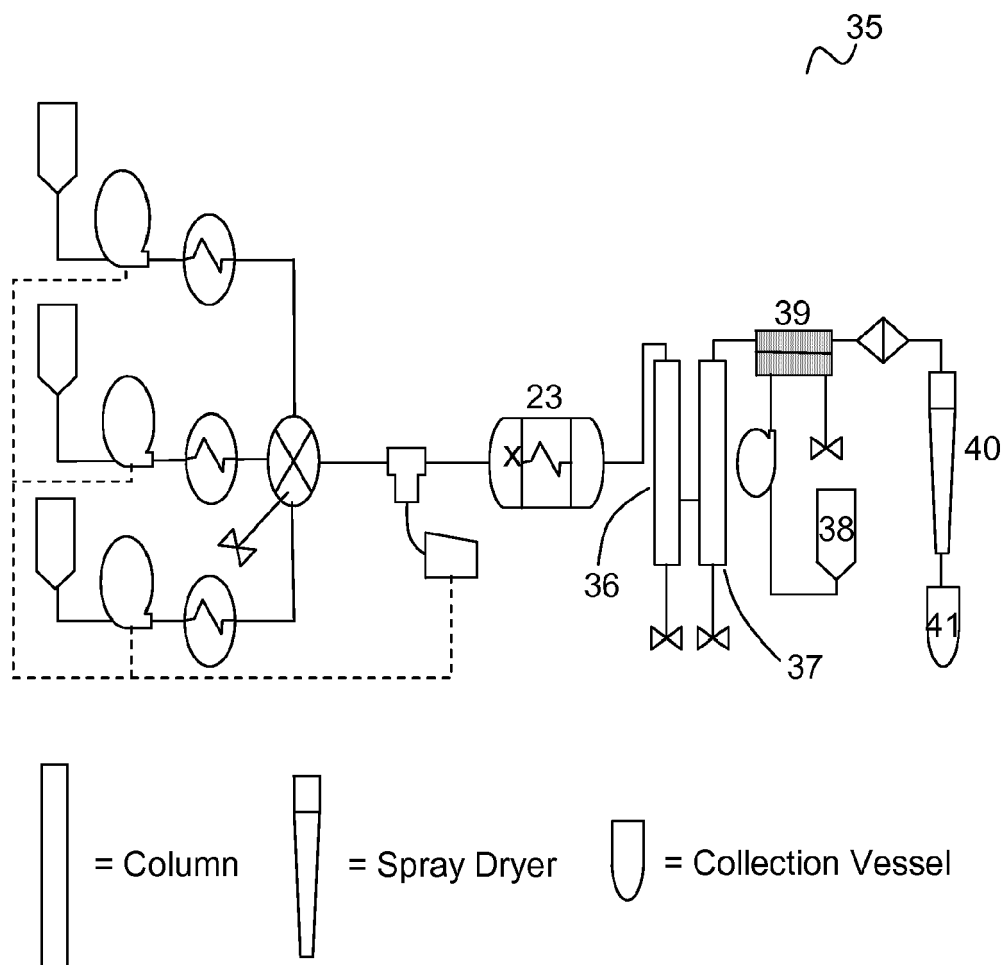 35
39
23
40
38
36
41
37
X
= Column
= Spray Dryer
= Collection Vessel